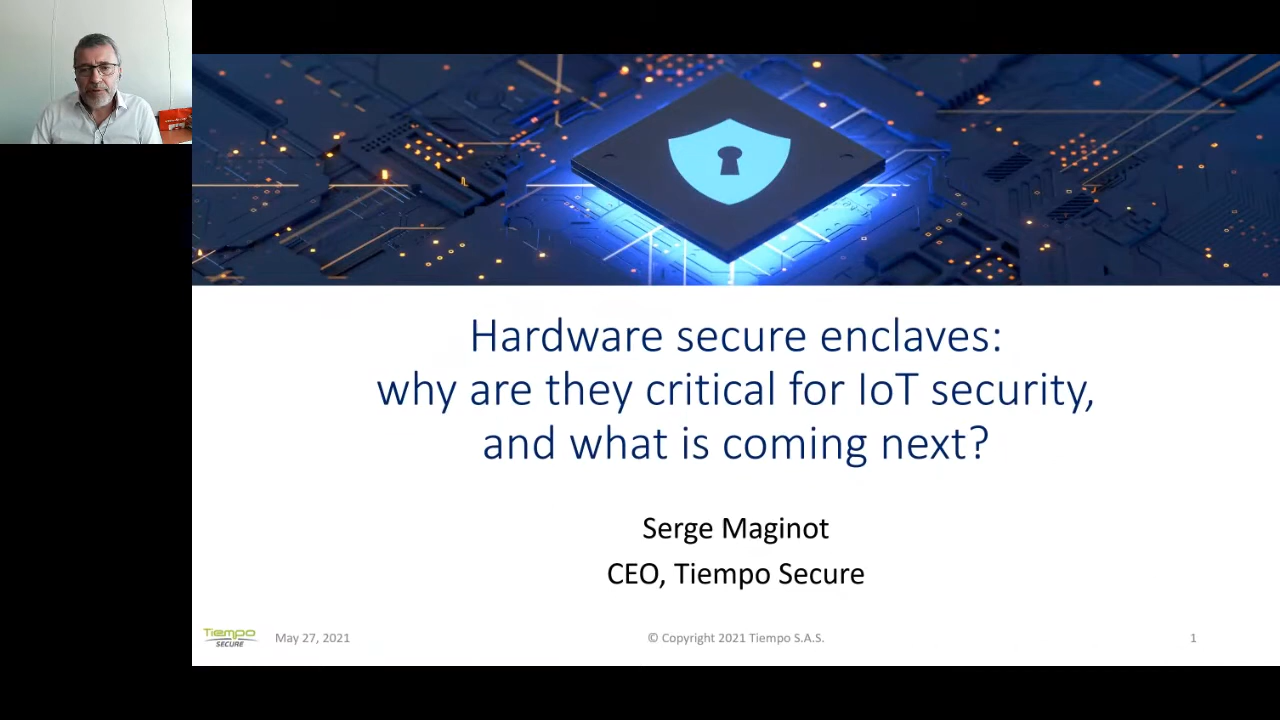 Hardware secure enclaves:
why are they critical for IoT security,
and what is coming next?
Serge Maginot
CEO, Tiempo Secure
Tiempo
SECURE
May 27, 2021
© Copyright 2021 Tiempo S.A.S.
1